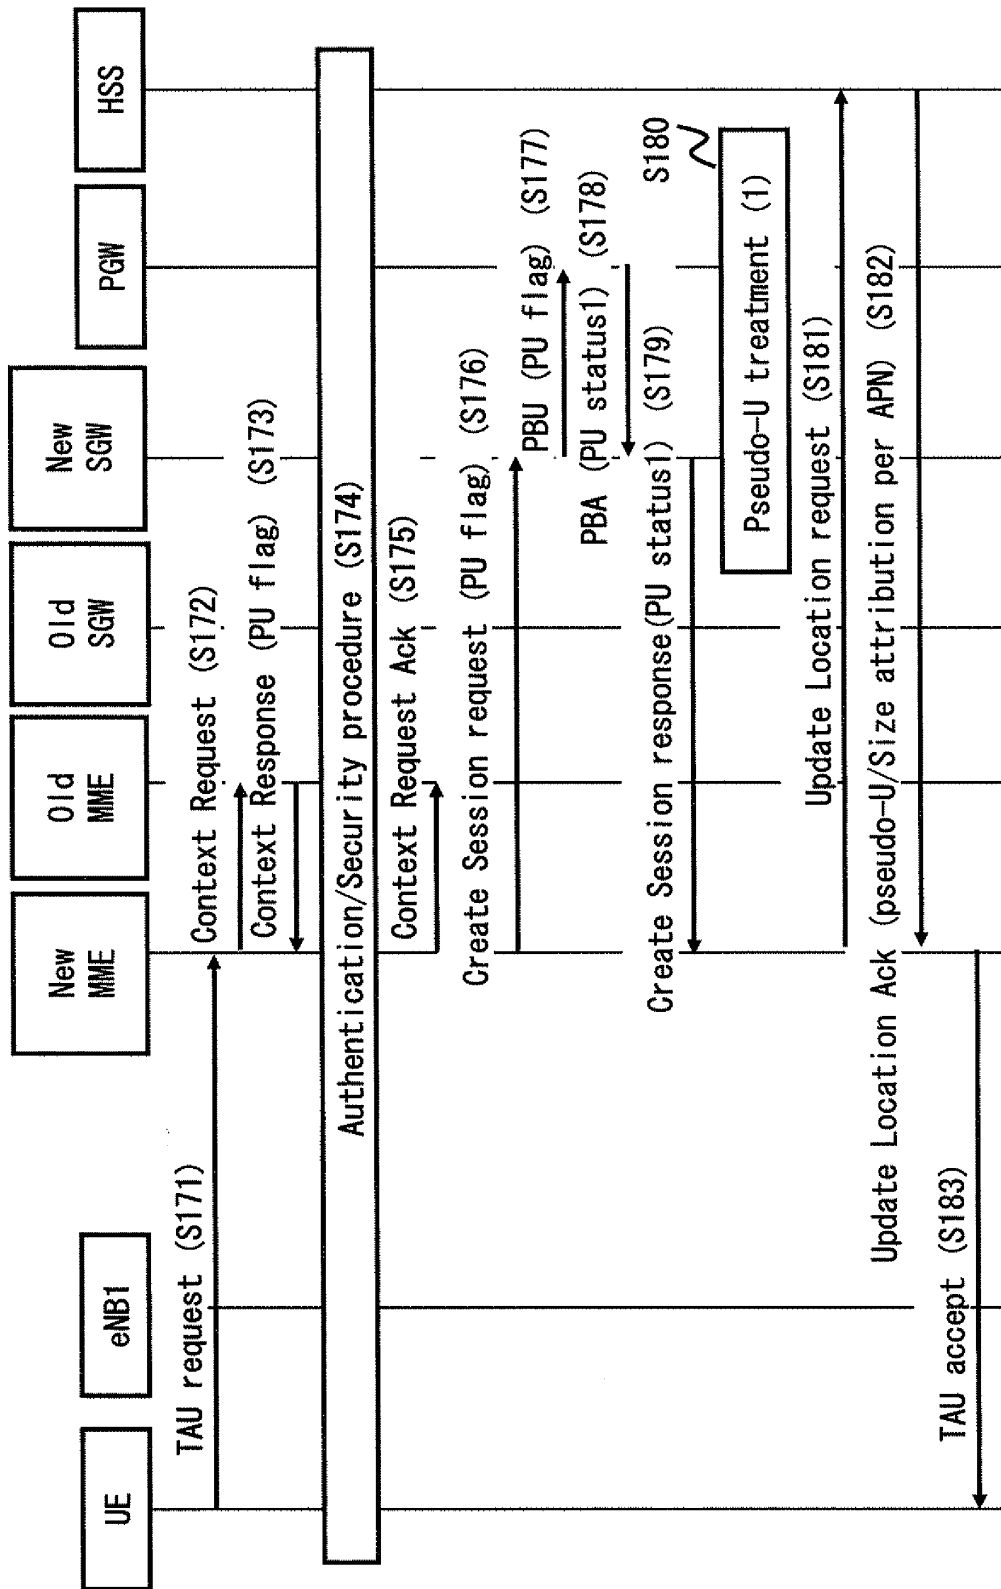 UE
eNB1
New
MME
Old
MME
Old
SGW
New
SGW
PGW
HSS
TAU request (S171)
Context Request (S172)
Context Response (PU flag) (S173)
Authentication/Security procedure (S174)
Context Request Ack (S175)
Create Session request (PU flag) (S176)
PBU (PU flag) (S177)
PBA (PU status1) (S178)
Create Session response(PU status1) (S179)
S180
Pseudo-U treatment (1)
Update Location request (S181)
Update Location Ack (pseudo-U/Size attribution per APN) (S182)
TAU accept (S183)